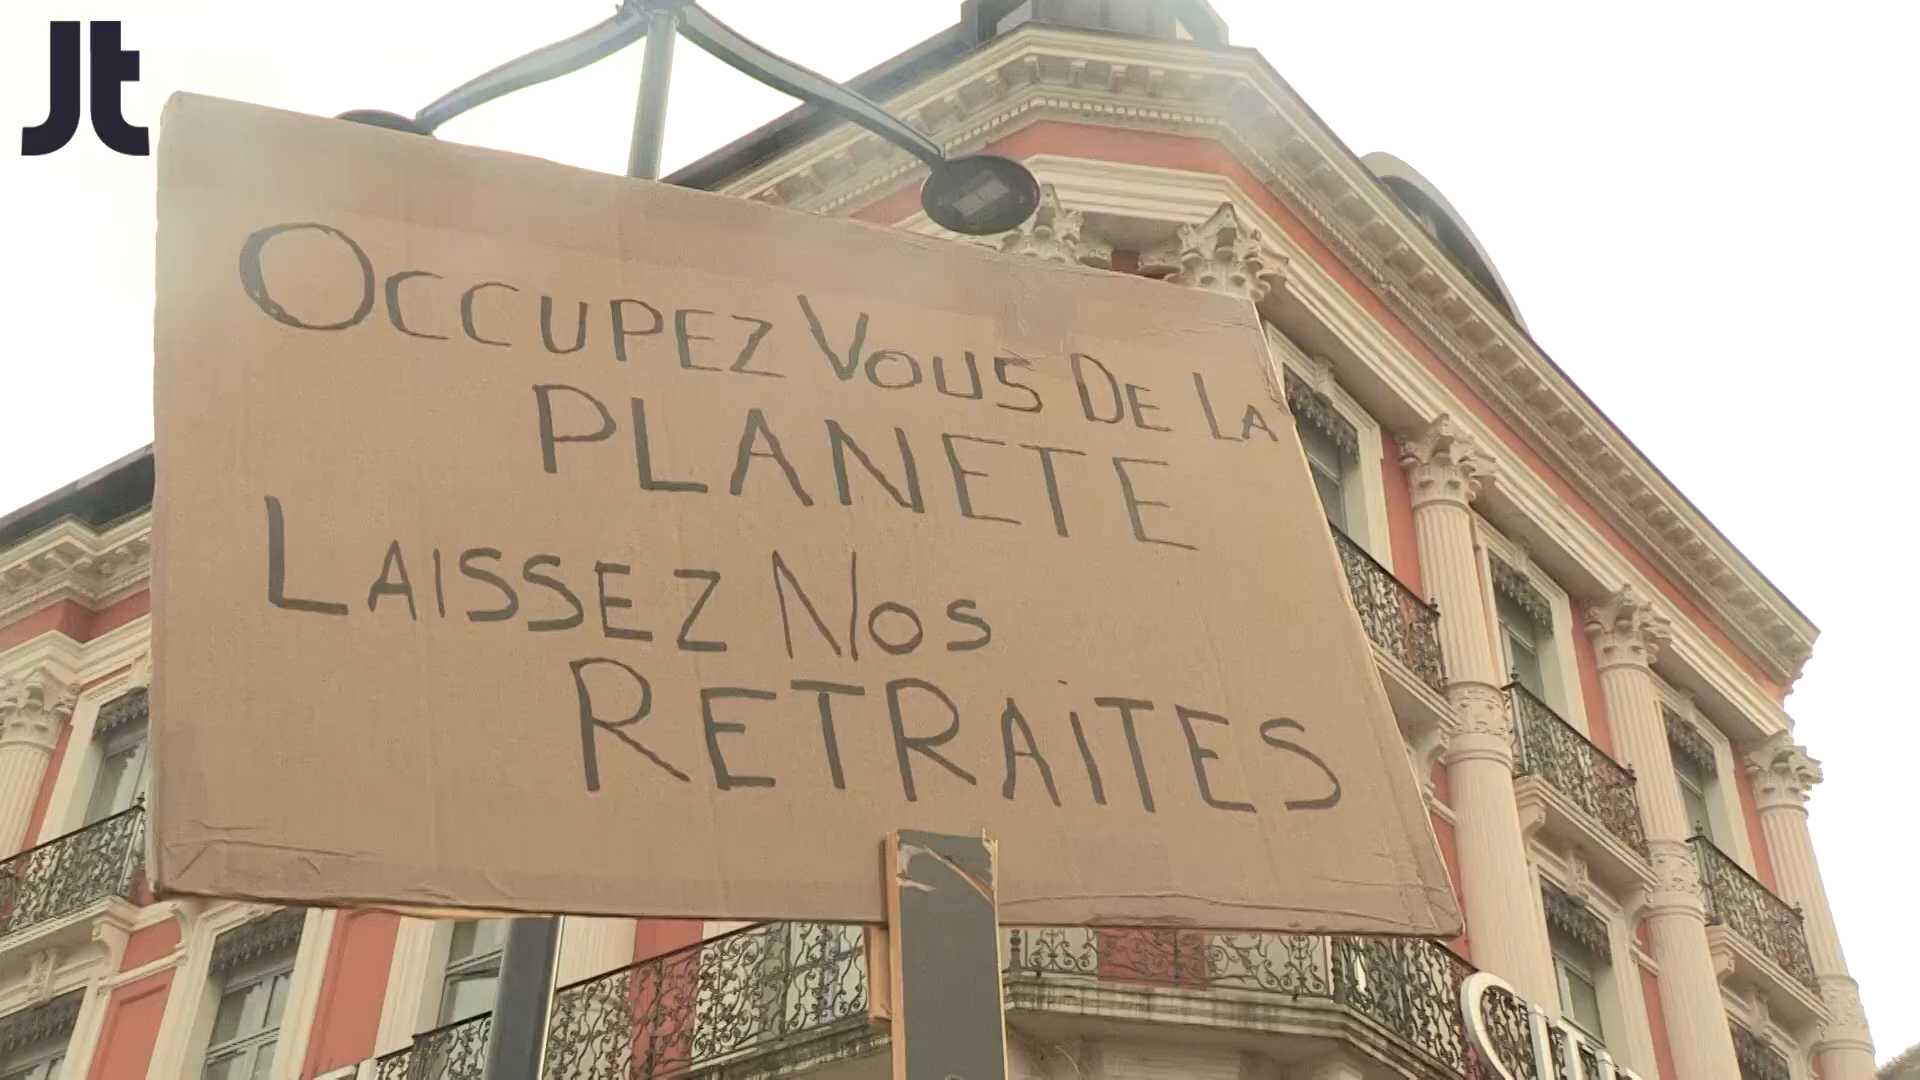 Jt
OCCUPEZ VOUS DE LA
PLANETE
LAISSEZ NOS
RETRAiTES